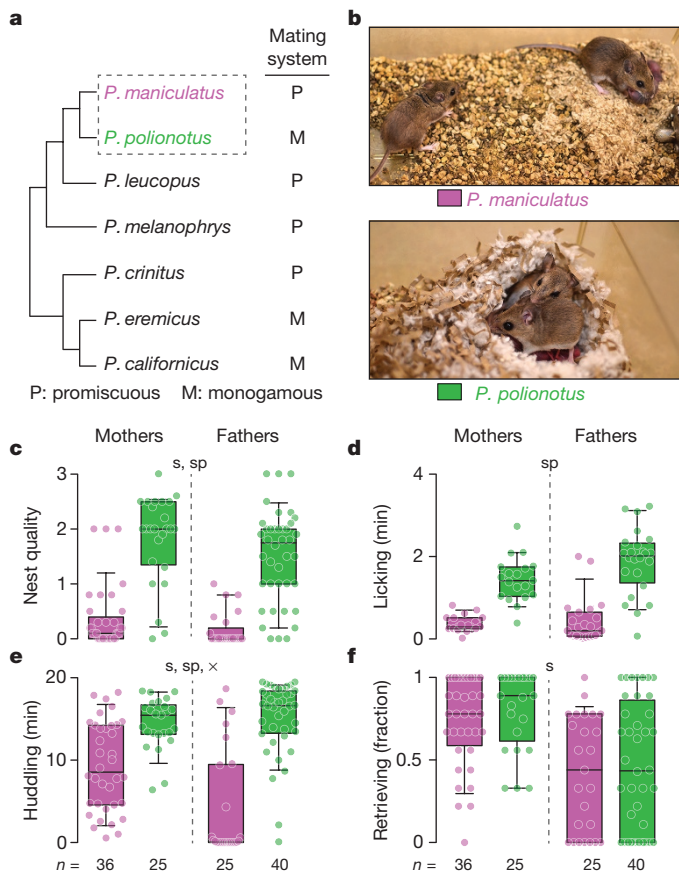 a
Mating
system
P. maniculatus P
P. polionotus M
P. leucopus P
P. melanophrys P
P. crinitus P
P. eremicus M
P. californicus M
P: promiscuous M: monogamous
b
P. maniculatus
P. polionotus
Mothers Fathers
c
s, sp
Nest quality
3
2
1
0
Mothers Fathers
d
sp
Licking (min)
4
2
0
e
s, sp, ×
Huddling (min)
20
10
0
n = 36 25 25 40
f
s
Retrieving (fraction)
1
0.5
0
36 25 25 40